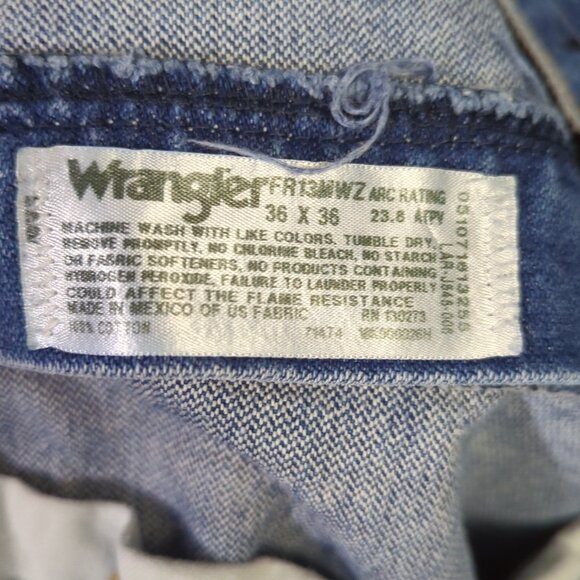 Wrangler FR13MWZ ARC RATING
36 X 36 23.8 ATPV
MACHINE WASH WITH LIKE COLORS. TUMBLE DRY,
REMOVE PROMPTLY, NO CHLORINE BLEACH, NO STARCH
OR FABRIC SOFTENERS, NO PRODUCTS CONTAINING
HYDROGEN PEROXIDE, FAILURE TO LAUNDER PROPERLY
COULD AFFECT THE FLAME RESISTANCE
MADE IN MEXICO OF US FABRIC RN 130273
100% COTTON 71474